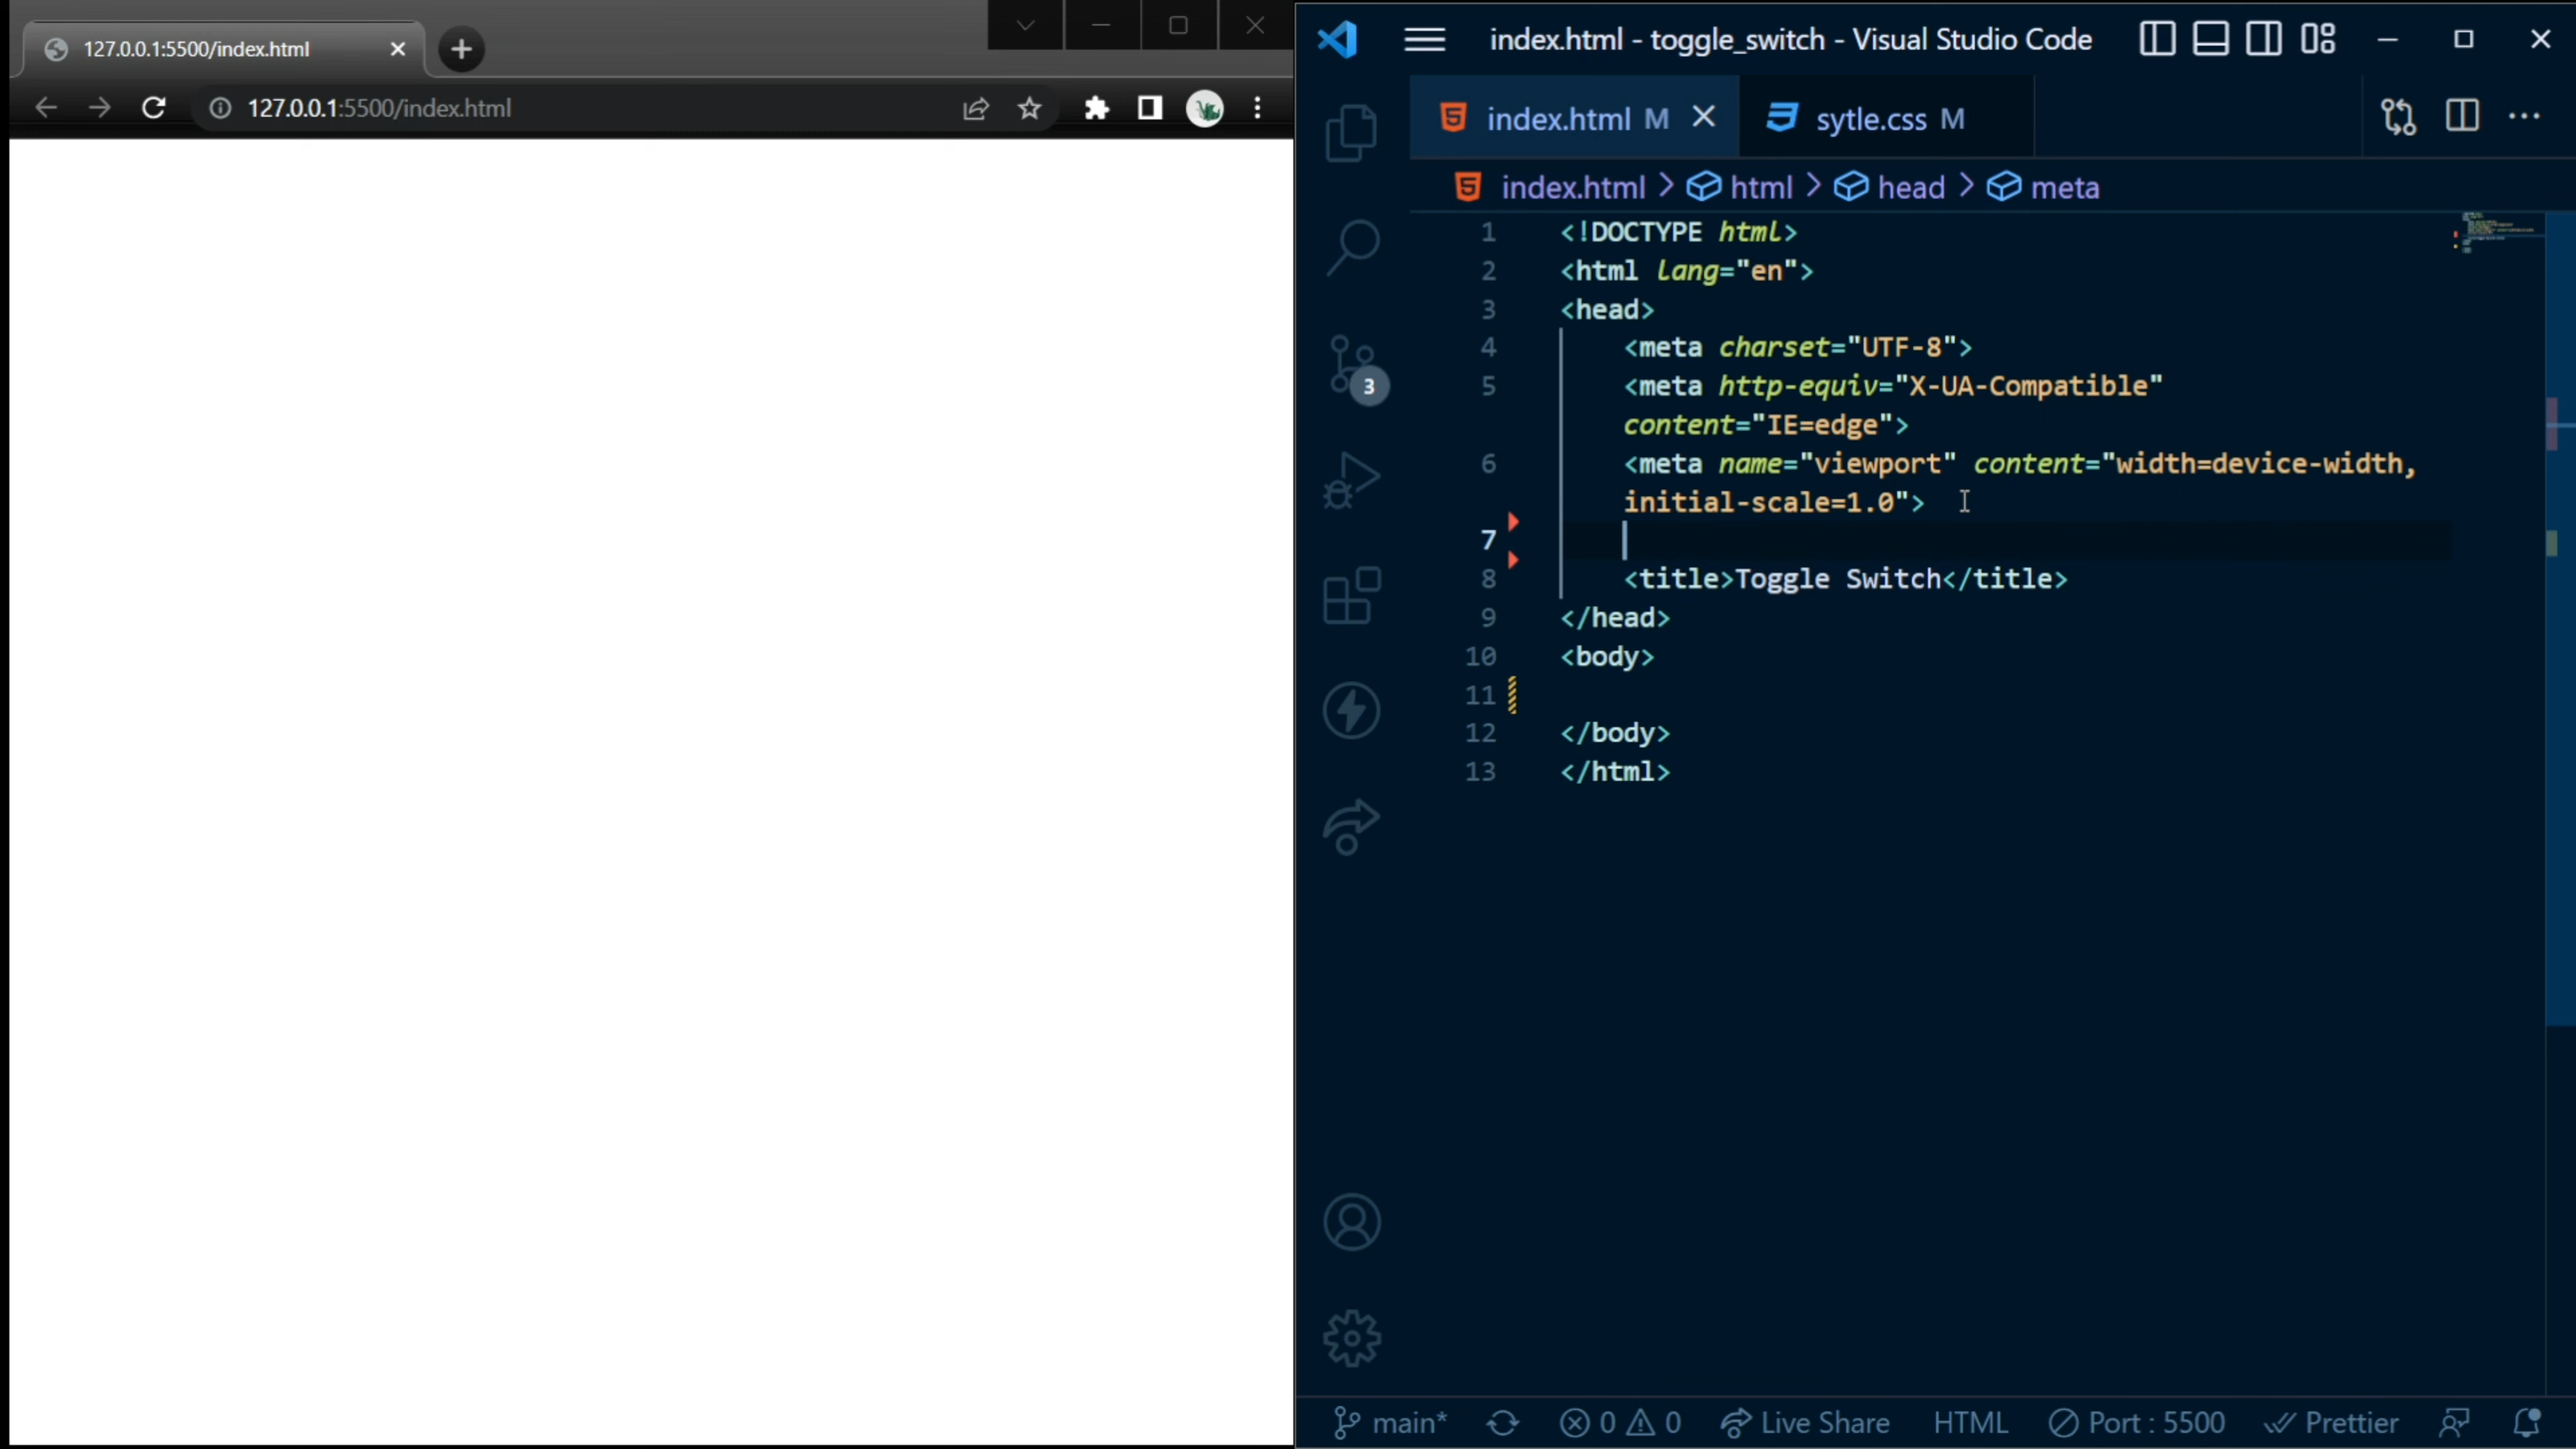 127.0.0.1:5500/index.html
127.0.0.1:5500/index.html
index.html - toggle_switch - Visual Studio Code
index.html M
sytle.css M
index.html > html > head > meta
1 <!DOCTYPE html>
2 <html lang="en">
3 <head>
4 <meta charset="UTF-8">
5 <meta http-equiv="X-UA-Compatible"
content="IE=edge">
6 <meta name="viewport" content="width=device-width,
initial-scale=1.0">
7
8 <title>Toggle Switch</title>
9 </head>
10 <body>
11
12 </body>
13 </html>
3
main* 0 0 Live Share HTML Port : 5500 Prettier